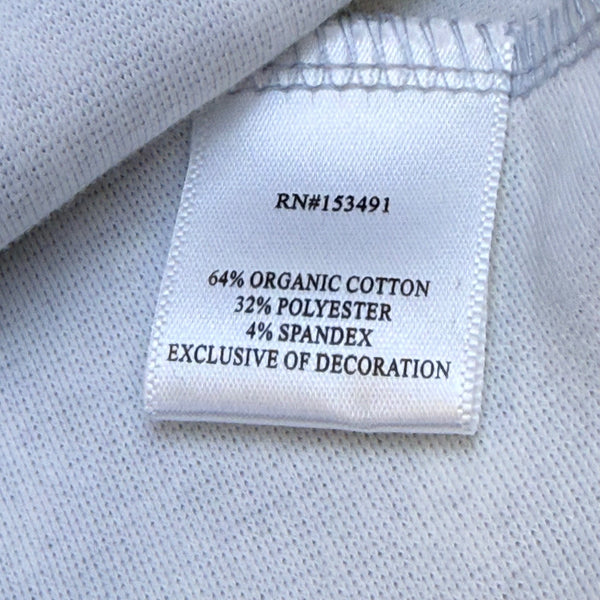 RN#153491
64% ORGANIC COTTON
32% POLYESTER
4% SPANDEX
EXCLUSIVE OF DECORATION